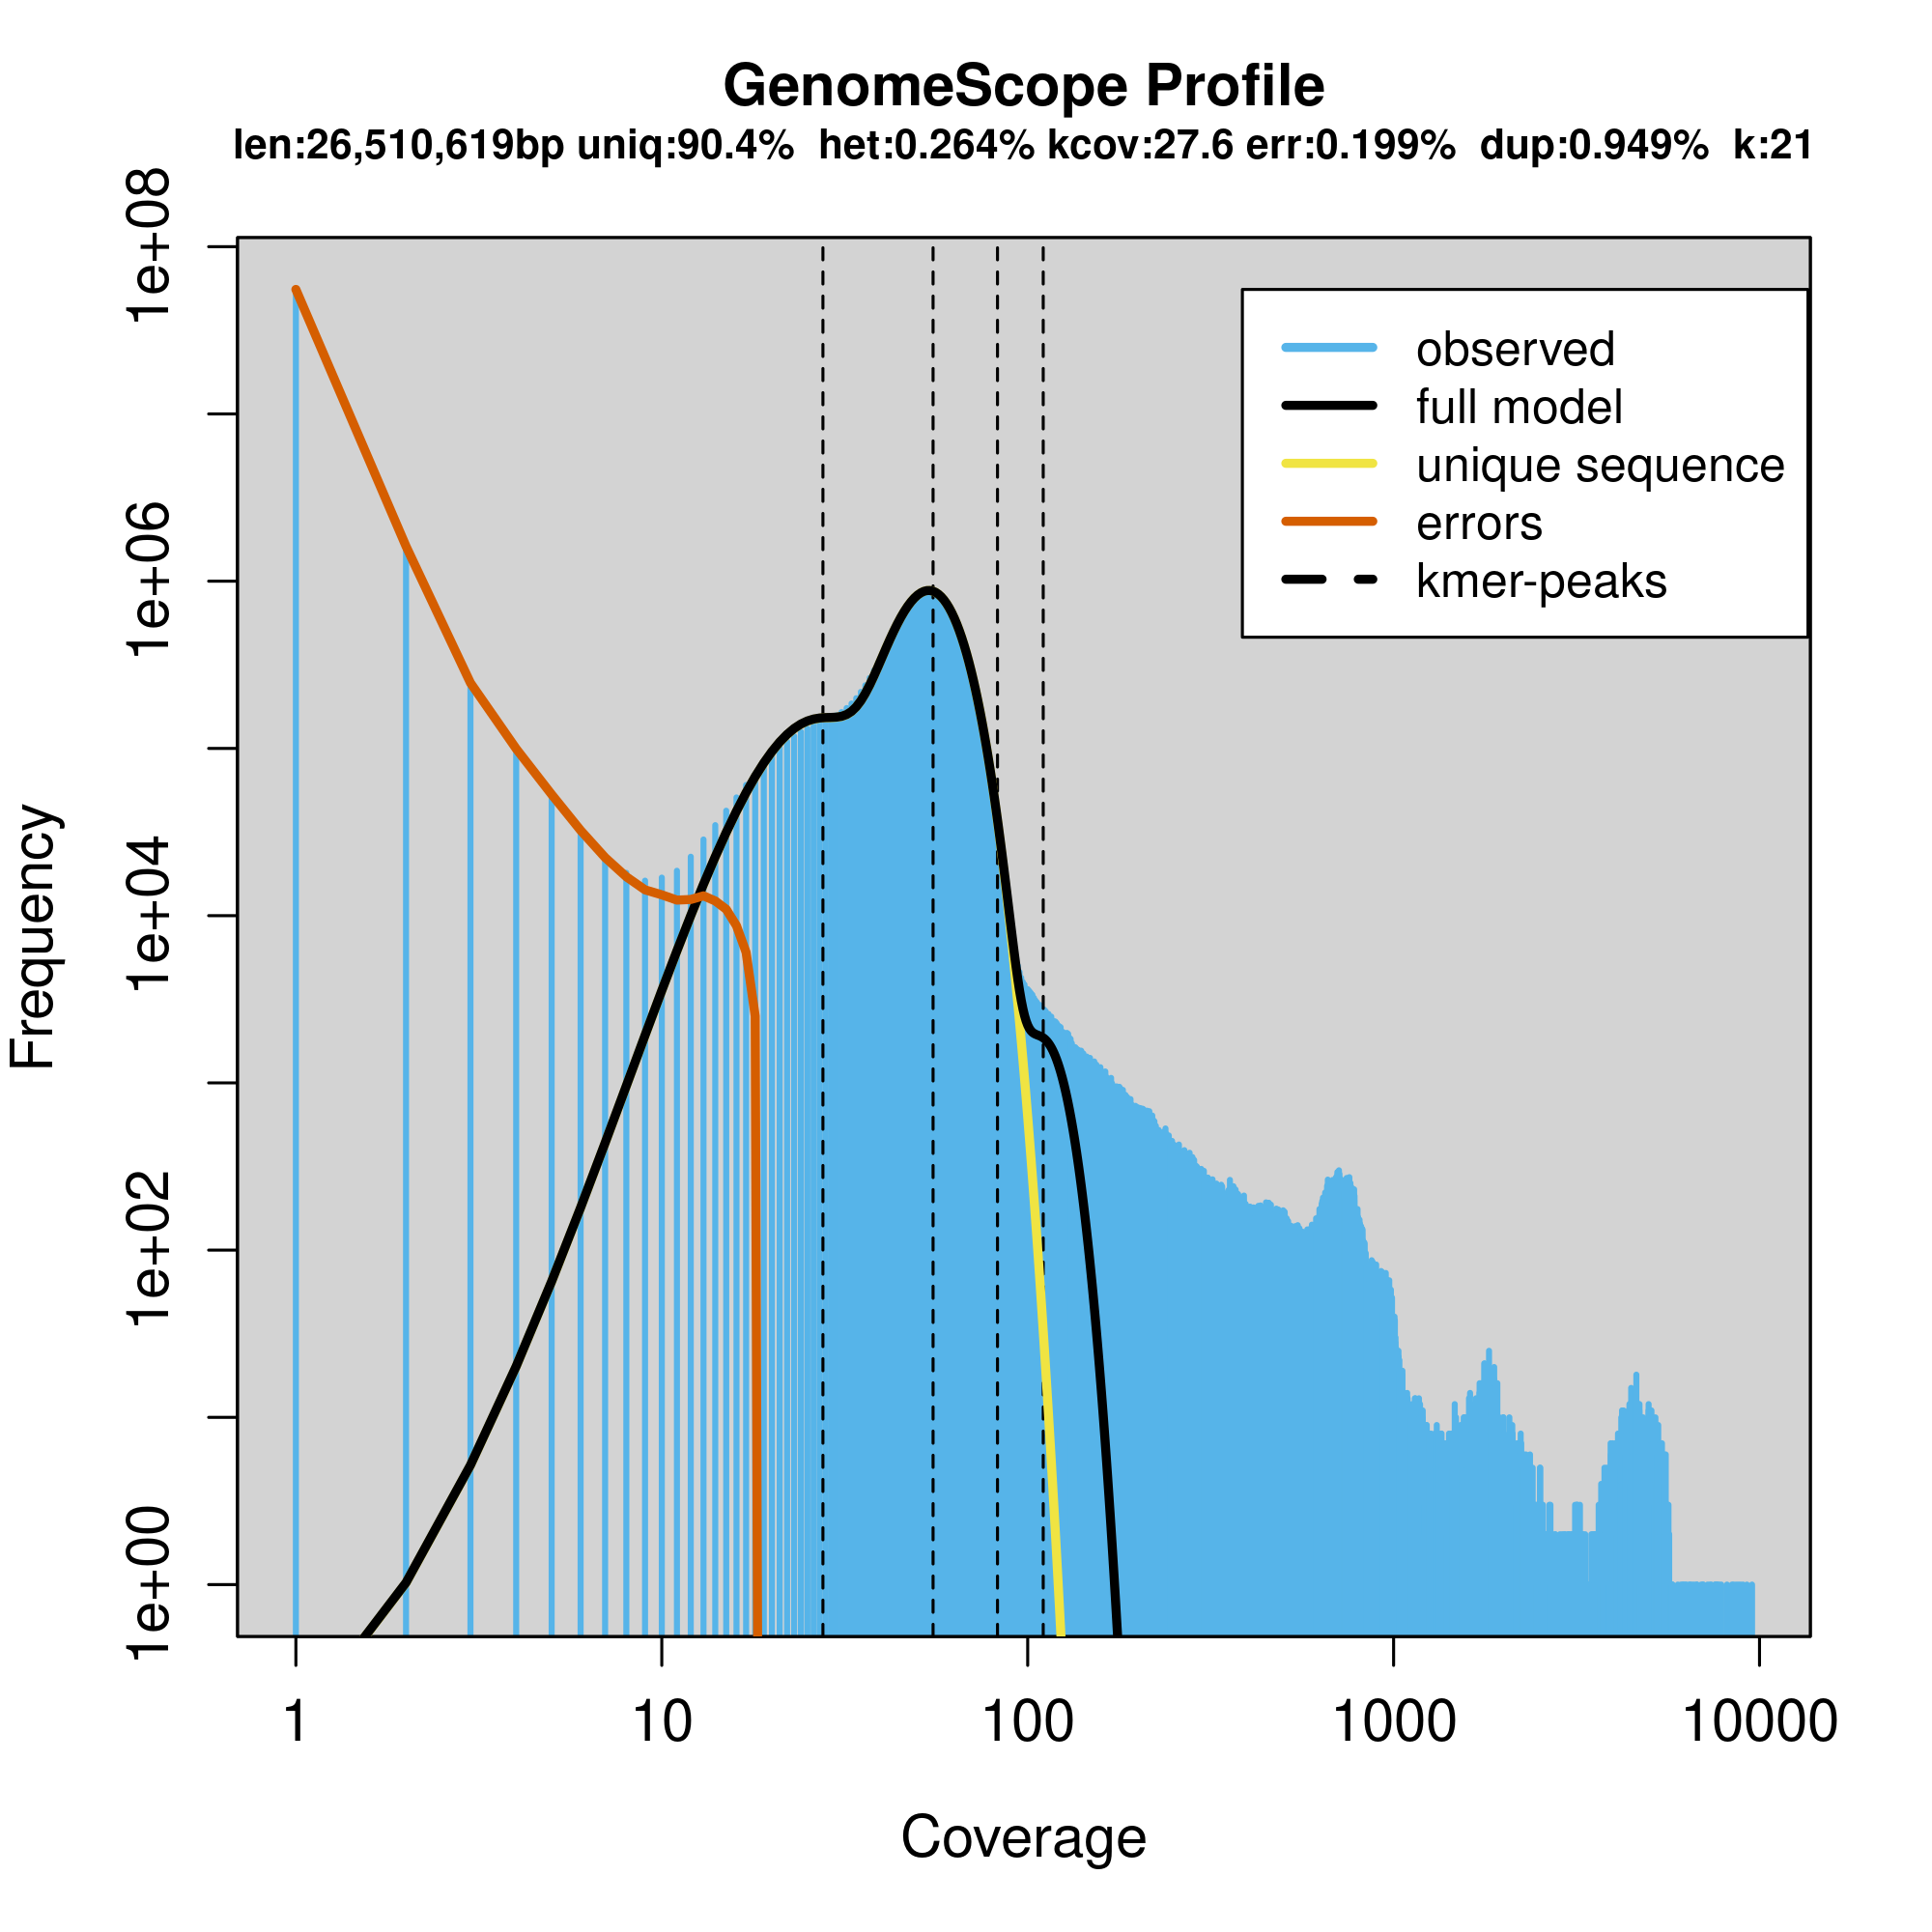 GenomeScope Profile
len:26,510,619bp uniq:90.4% het:0.264% kcov:27.6 err:0.199% dup:0.949% k:21
1e+08
1e+06
1e+04
1e+02
1e+00
Frequency
observed
full model
unique sequence
errors
kmer-peaks
1 10 100 1000 10000
Coverage